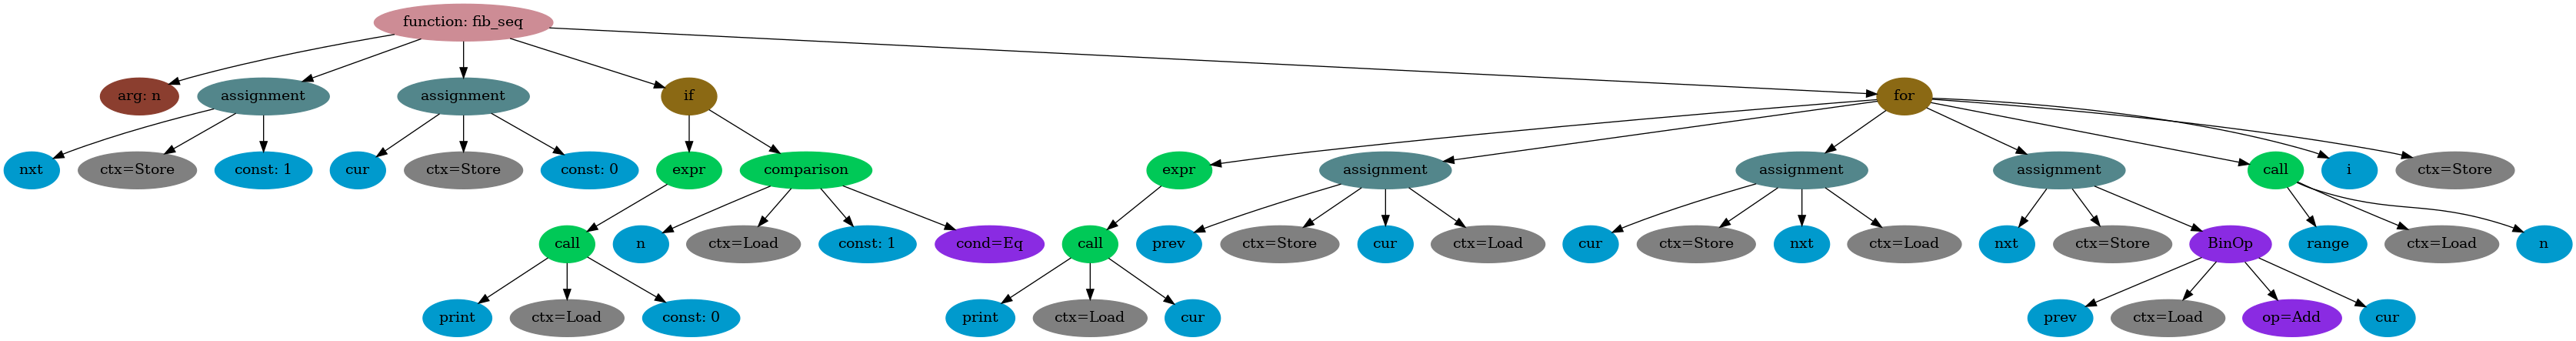 function: fib_seq
arg: n
assignment
assignment
if
for
nxt
ctx=Store
const: 1
cur
ctx=Store
const: 0
expr
comparison
expr
assignment
assignment
assignment
call
i
ctx=Store
call
n
ctx=Load
const: 1
cond=Eq
call
prev
ctx=Store
cur
ctx=Load
cur
ctx=Store
nxt
ctx=Load
nxt
ctx=Store
BinOp
range
ctx=Load
n
print
ctx=Load
const: 0
print
ctx=Load
cur
prev
ctx=Load
op=Add
cur